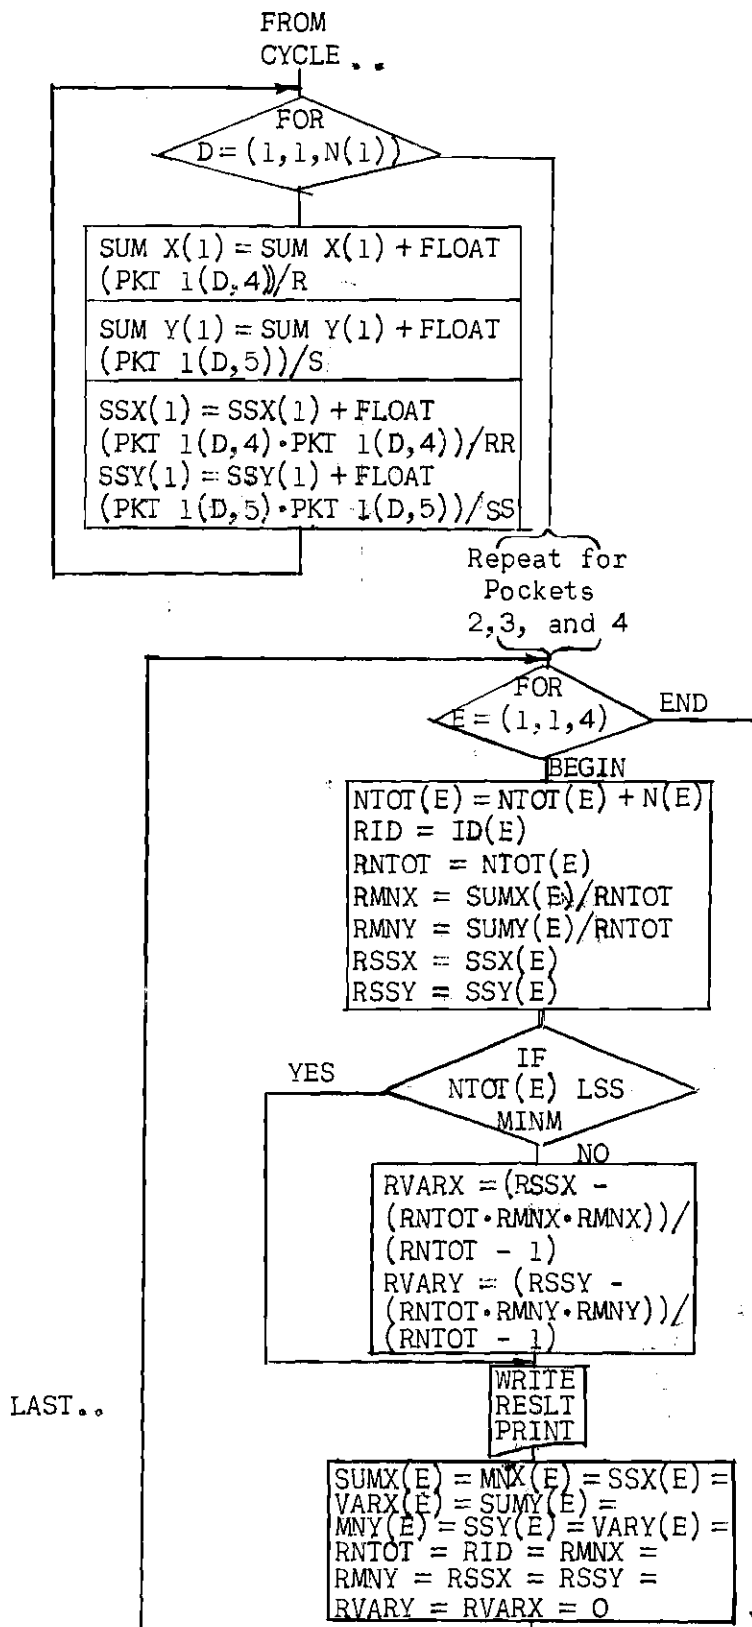 FROM
CYCLE..
FOR
D = (1,1,N(1))
SUM X(1) = SUM X(1) + FLOAT
(PKT 1(D,4))/R
SUM Y(1) = SUM Y(1) + FLOAT
(PKT 1(D,5))/S
SSX(1) = SSX(1) + FLOAT
(PKT 1(D,4)·PKT 1(D,4))/RR
SSY(1) = SSY(1) + FLOAT
(PKT 1(D,5)·PKT 1(D,5))/SS
Repeat for
Pockets
2,3, and 4
FOR
E = (1,1,4)
END
BEGIN
NTOT(E) = NTOT(E) + N(E)
RID = ID(E)
RNTOT = NTOT(E)
RMNX = SUMX(E)/RNTOT
RMNY = SUMY(E)/RNTOT
RSSX = SSX(E)
RSSY = SSY(E)
IF
YES
NTOT(E) LSS
MINM
NO
RVARX = (RSSX -
(RNTOT·RMNX·RMNX))/
(RNTOT - 1)
RVARY = (RSSY -
(RNTOT·RMNY·RMNY))/
(RNTOT - 1)
WRITE
RESLT
PRINT
LAST..
SUMX(E) = MNX(E) = SSX(E) =
VARX(E) = SUMY(E) =
MNY(E) = SSY(E) = VARY(E) =
RNTOT = RID = RMNX =
RMNY = RSSX = RSSY =
RVARY = RVARX = 0